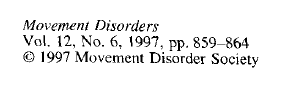 Movement Disorders
Vol. 12, No. 6, 1997, pp. 859–864
© 1997 Movement Disorder Society